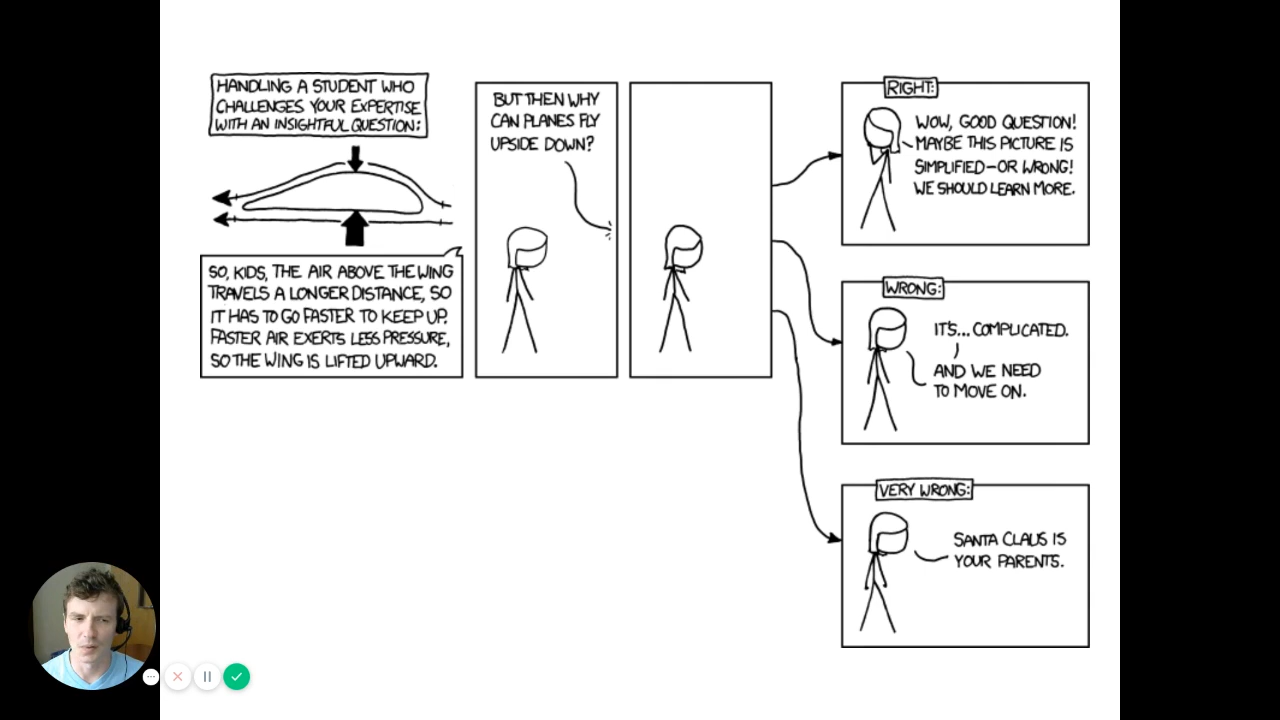 HANDLING A STUDENT WHO
CHALLENGES YOUR EXPERTISE
WITH AN INSIGHTFUL QUESTION:
SO, KIDS, THE AIR ABOVE THE WING
TRAVELS A LONGER DISTANCE, SO
IT HAS TO GO FASTER TO KEEP UP.
FASTER AIR EXERTS LESS PRESSURE,
SO THE WING IS LIFTED UPWARD.
BUT THEN WHY
CAN PLANES FLY
UPSIDE DOWN?
RIGHT:
WOW, GOOD QUESTION!
MAYBE THIS PICTURE IS
SIMPLIFIED—OR WRONG!
WE SHOULD LEARN MORE.
WRONG:
IT'S... COMPLICATED.
AND WE NEED
TO MOVE ON.
VERY WRONG:
SANTA CLAUS IS
YOUR PARENTS.